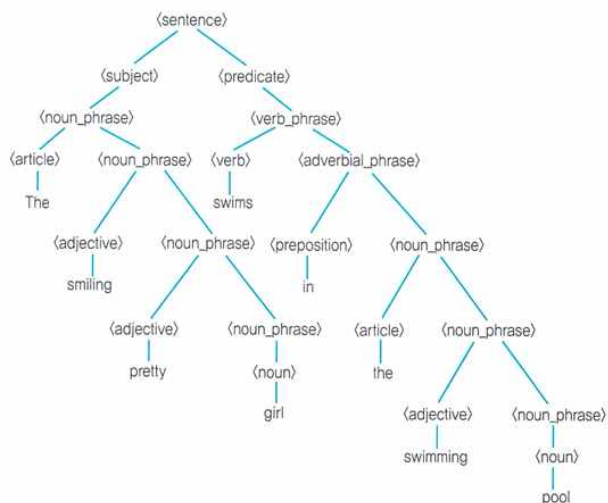 ⟨sentence⟩
⟨subject⟩ ⟨predicate⟩
⟨noun_phrase⟩ ⟨verb_phrase⟩
⟨article⟩ ⟨noun_phrase⟩ ⟨verb⟩ ⟨adverbial_phrase⟩
The swims
⟨adjective⟩ ⟨noun_phrase⟩ ⟨preposition⟩ ⟨noun_phrase⟩
smiling in
⟨adjective⟩ ⟨noun_phrase⟩ ⟨article⟩ ⟨noun_phrase⟩
pretty ⟨noun⟩ the
girl ⟨adjective⟩ ⟨noun_phrase⟩
swimming ⟨noun⟩
pool